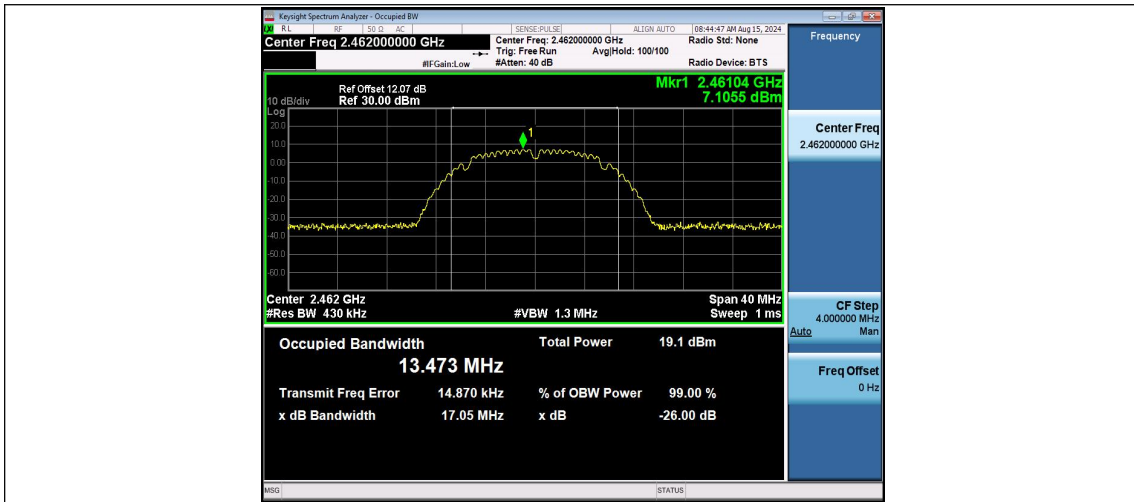 Keysight Spectrum Analyzer - Occupied BW
LXI RL RF 50 Ω AC SENSE:PULSE ALIGN AUTO 08:44:47 AM Aug 15, 2024
Center Freq 2.462000000 GHz
Center Freq: 2.462000000 GHz Radio Std: None
Trig: Free Run Avg|Hold: 100/100
#IFGain:Low #Atten: 40 dB Radio Device: BTS
Ref Offset 12.07 dB Mkr1 2.46104 GHz
10 dB/div Ref 30.00 dBm 7.1055 dBm
Log
20.0
1
10.0
0.00
-10.0
-20.0
-30.0
-40.0
-50.0
-60.0
Center 2.462 GHz Span 40 MHz
#Res BW 430 kHz #VBW 1.3 MHz Sweep 1 ms
Occupied Bandwidth Total Power 19.1 dBm
13.473 MHz
Transmit Freq Error 14.870 kHz % of OBW Power 99.00 %
x dB Bandwidth 17.05 MHz x dB -26.00 dB
MSG STATUS
Frequency
Center Freq
2.462000000 GHz
CF Step
4.000000 MHz
Auto Man
Freq Offset
0 Hz